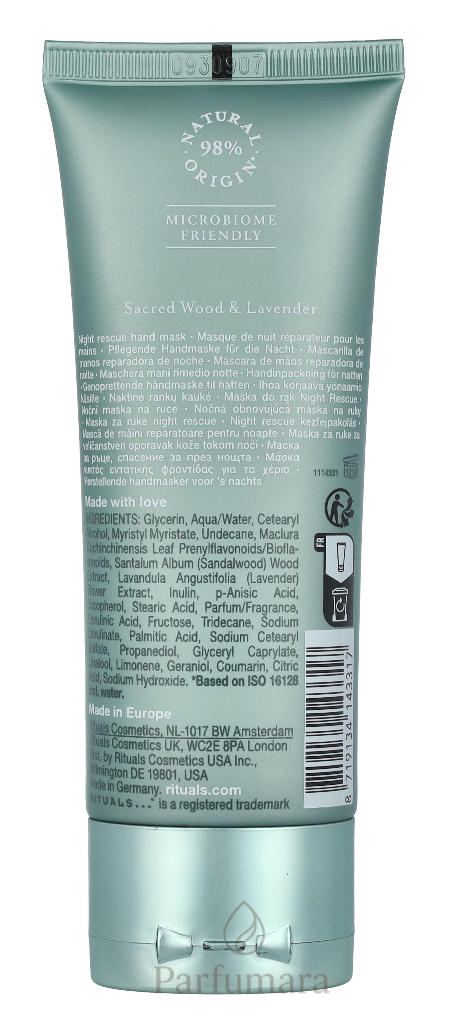 0930907
NATURAL
98%
ORIGIN*
MICROBIOME
FRIENDLY
Sacred Wood & Lavender
Night rescue hand mask · Masque de nuit réparateur pour les
mains · Pflegende Handmaske für die Nacht · Mascarilla de
manos reparadora de noche · Máscara de mãos reparadora de
noite · Maschera mani rimedio notte · Handinpackning för natten
· Genoprettende håndmaske til natten · Ihoa korjaava yönaamio
käsille · Naktinė rankų kaukė · Maska do rąk Night Rescue ·
Noční maska na ruce · Nočná obnovujúca maska na ruky
· Maska za ruke night rescue · Night rescue kézfejpakolás ·
Mască de mâini reparatoare pentru noapte · Maska za ruke za
učinkovitan oporavak kože tokom noći · Маска
за ръце, спасение за през нощта · Μάσκα
νυκτός εντατικής φροντίδας για τα χέρια ·
Herstellende handmasker voor 's nachts
1114331
12M
Made with love
INGREDIENTS: Glycerin, Aqua/Water, Cetearyl
Alcohol, Myristyl Myristate, Undecane, Maclura
Cochinchinensis Leaf Prenylflavonoids/Biofla-
vonoids, Santalum Album (Sandalwood) Wood
Extract, Lavandula Angustifolia (Lavender)
Flower Extract, Inulin, p-Anisic Acid,
Tocopherol, Stearic Acid, Parfum/Fragrance,
Levulinic Acid, Fructose, Tridecane, Sodium
Levulinate, Palmitic Acid, Sodium Cetearyl
Sulfate, Propanediol, Glyceryl Caprylate,
Linalool, Limonene, Geraniol, Coumarin, Citric
Acid, Sodium Hydroxide. *Based on ISO 16128
incl. water.
FR
Made in Europe
Rituals Cosmetics, NL-1017 BW Amsterdam
Rituals Cosmetics UK, WC2E 8PA London
Dist. by Rituals Cosmetics USA Inc.,
Wilmington DE 19801, USA
Made in Germany. rituals.com
RITUALS...® is a registered trademark
8 719134 143317
Parfumara